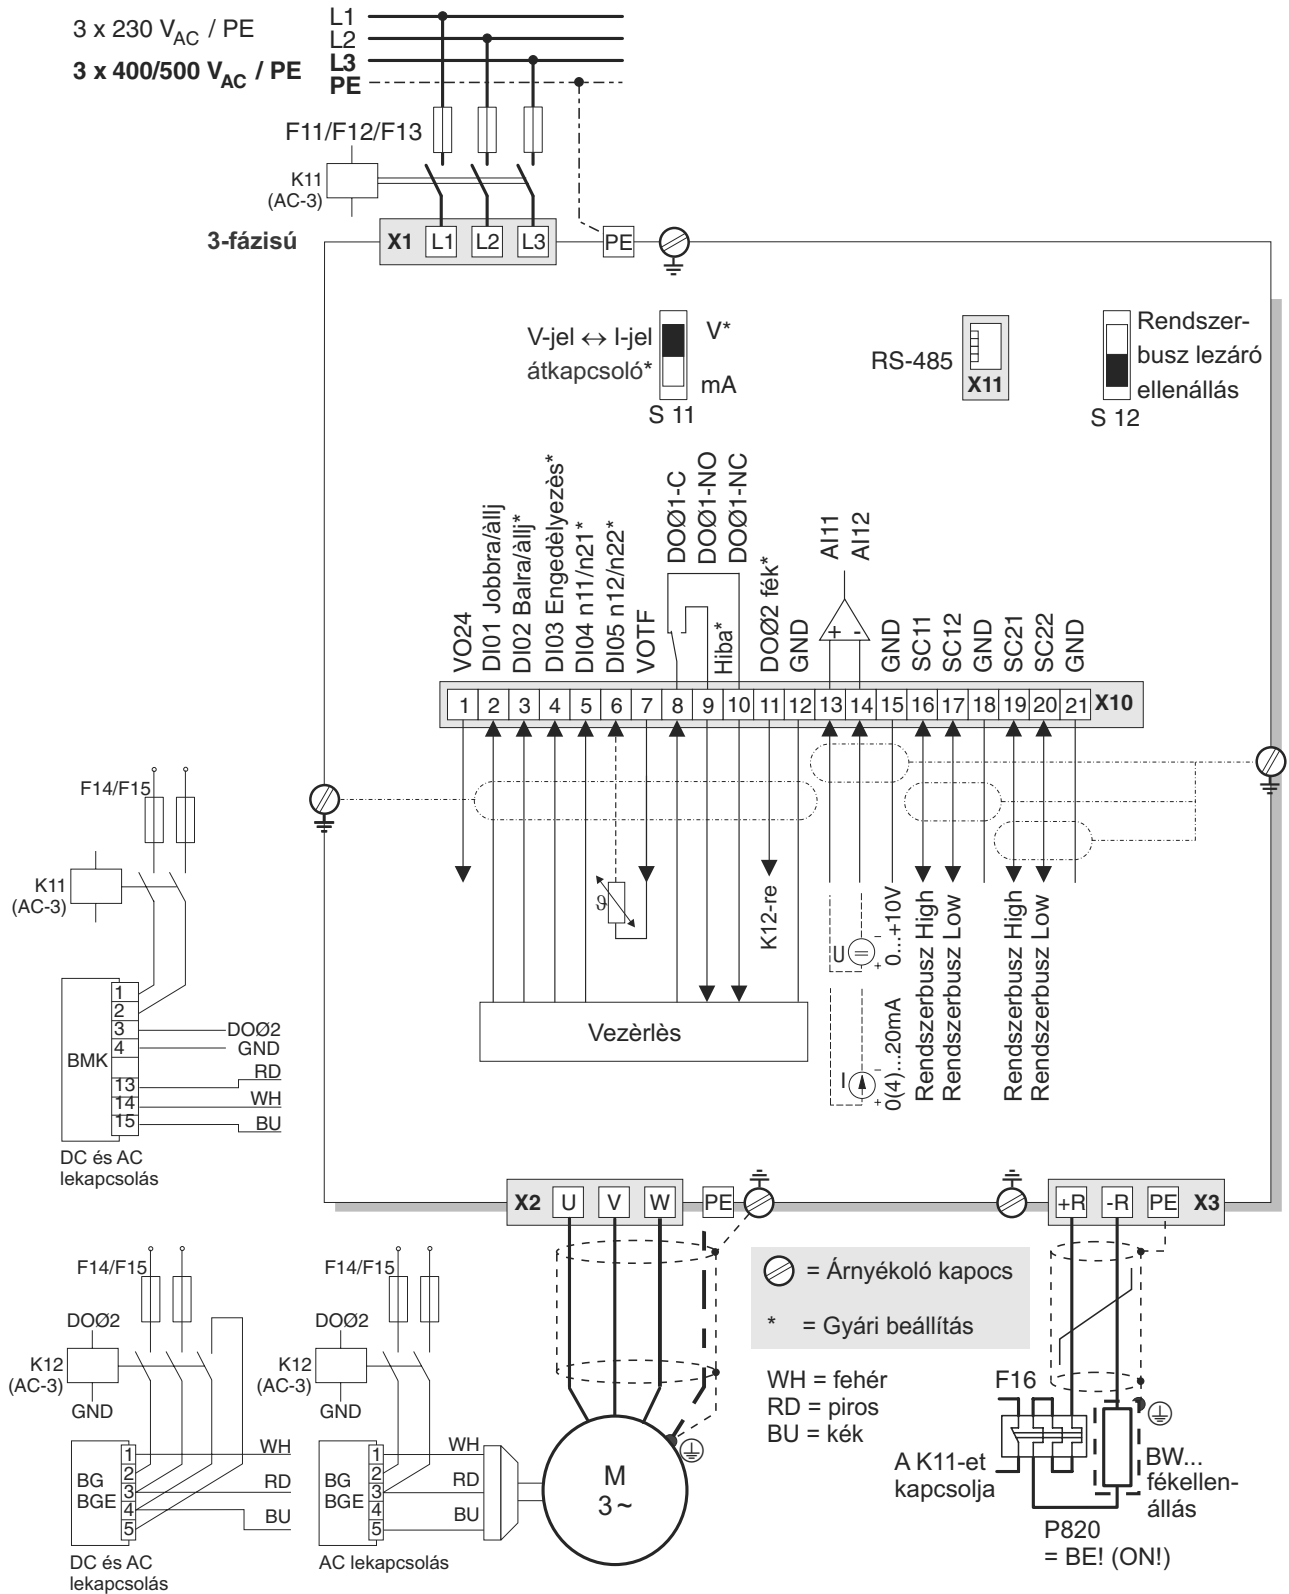 3 x 230 VAC / PE
3 x 400/500 VAC / PE
L1
L2
L3
PE
F11/F12/F13
K11
(AC-3)
3-fázisú
X1 L1 L2 L3 PE
V-jel ↔ I-jel
átkapcsoló*
V*
mA
S 11
RS-485
X11
Rendszer-
busz lezáró
ellenállás
S 12
VO24
DI01 Jobbra/àllj
DI02 Balra/àllj*
DI03 Engedèlyezès*
DI04 n11/n21*
DI05 n12/n22*
VOTF
DOØ1-C
DOØ1-NO
DOØ1-NC
Hiba*
DOØ2 fék*
GND
AI11
AI12
+ -
GND
SC11
SC12
GND
SC21
SC22
GND
1 2 3 4 5 6 7 8 9 10 11 12 13 14 15 16 17 18 19 20 21 X10
F14/F15
K11
(AC-3)
BMK
1
2
3
4
13
14
15
DOØ2
GND
RD
WH
BU
DC és AC
lekapcsolás
ϑ
K12-re
U
=
- +
0...+10V
I
- +
0(4)...20mA
Rendszerbusz High
Rendszerbusz Low
Rendszerbusz High
Rendszerbusz Low
Vezèrlès
X2 U V W PE
+R -R PE X3
= Árnyékoló kapocs
* = Gyári beállítás
WH = fehér
RD = piros
BU = kék
F14/F15
DOØ2
K12
(AC-3)
GND
BG
BGE
1
2
3
4
5
WH
RD
BU
DC és AC
lekapcsolás
F14/F15
DOØ2
K12
(AC-3)
GND
BG
BGE
1
2
3
4
5
WH
RD
BU
AC lekapcsolás
M
3~
F16
A K11-et
kapcsolja
BW...
fékellen-
állás
P820
= BE! (ON!)